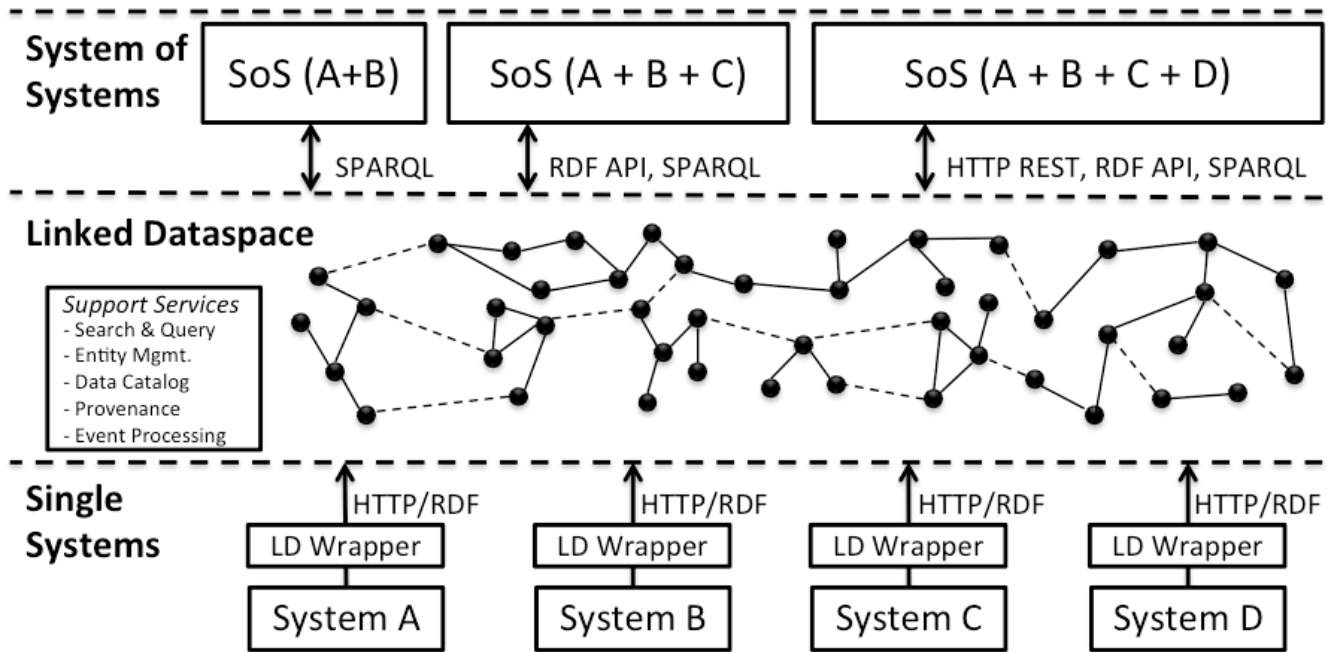 System of
Systems
SoS (A+B)
SoS (A + B + C)
SoS (A + B + C + D)
SPARQL
RDF API, SPARQL
HTTP REST, RDF API, SPARQL
Linked Dataspace
Support Services
- Search & Query
- Entity Mgmt.
- Data Catalog
- Provenance
- Event Processing
Single
Systems
HTTP/RDF
HTTP/RDF
HTTP/RDF
HTTP/RDF
LD Wrapper
LD Wrapper
LD Wrapper
LD Wrapper
System A
System B
System C
System D